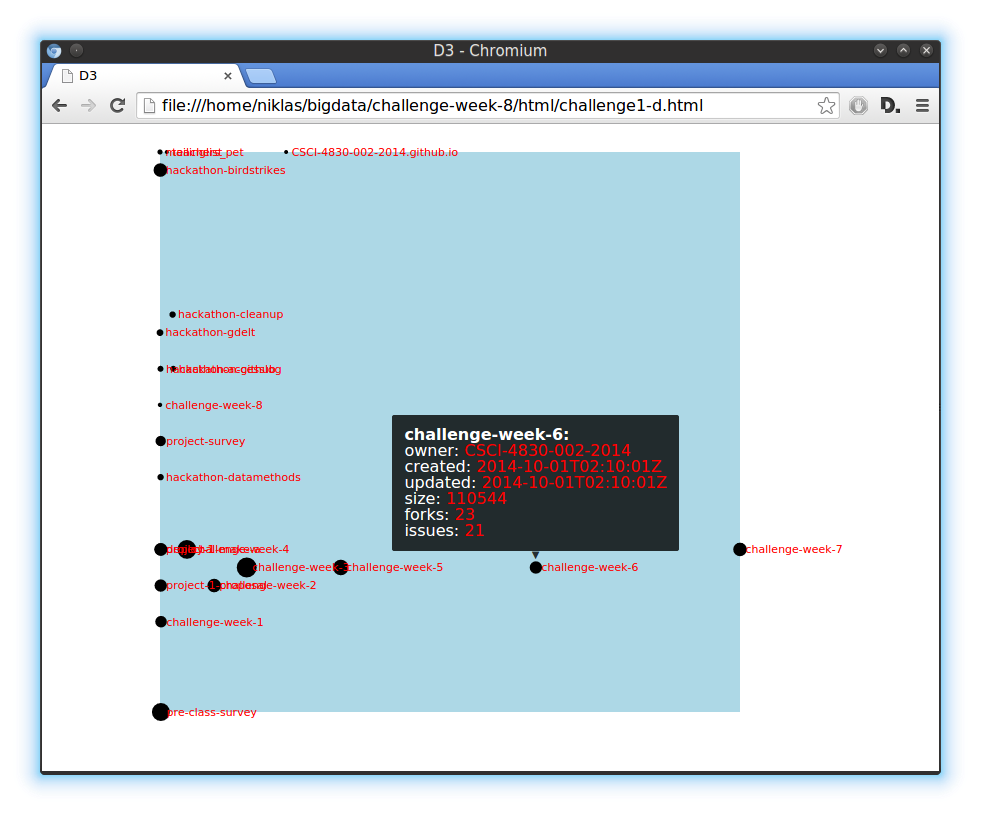 D3 - Chromium
D3
file:///home/niklas/bigdata/challenge-week-8/html/challenge1-d.html
D.
CSCI-4830-002-2014.github.io
hackathon-birdstrikes
hackathon-cleanup
hackathon-gdelt
challenge-week-8
project-survey
challenge-week-6:
owner: CSCI-4830-002-2014
created: 2014-10-01T02:10:01Z
updated: 2014-10-01T02:10:01Z
size: 110544
forks: 23
issues: 21
hackathon-datamethods
challenge-week-4
challenge-week-7
challenge-week-3
challenge-week-5
challenge-week-6
project-1-proposal
challenge-week-2
challenge-week-1
pre-class-survey